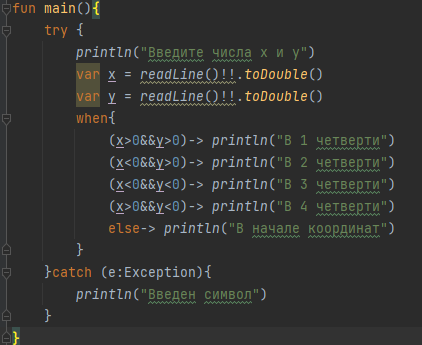 fun main(){
try {
println("Введите числа x и y")
var x = readLine()!!.toDouble()
var y = readLine()!!.toDouble()
when{
(x>0&&y>0)-> println("В 1 четверти")
(x<0&&y>0)-> println("В 2 четверти")
(x<0&&y<0)-> println("В 3 четверти")
(x>0&&y<0)-> println("В 4 четверти")
else-> println("В начале координат")
}
}catch (e:Exception){
println("Введен символ")
}
}